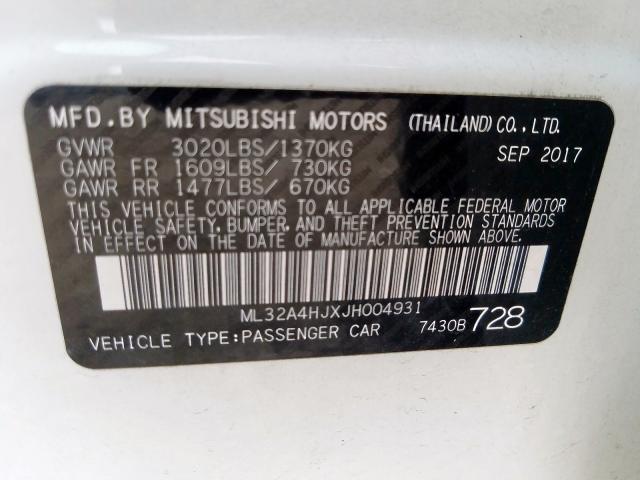 MFD.BY MITSUBISHI MOTORS (THAILAND)CO.,LTD.
GVWR 3020LBS/1370KG SEP 2017
GAWR FR 1609LBS/ 730KG
GAWR RR 1477LBS/ 670KG
THIS VEHICLE CONFORMS TO ALL APPLICABLE FEDERAL MOTOR
VEHICLE SAFETY, BUMPER, AND THEFT PREVENTION STANDARDS
IN EFFECT ON THE DATE OF MANUFACTURE SHOWN ABOVE.
ML32A4HJXJH004931
VEHICLE TYPE:PASSENGER CAR 7430B 728